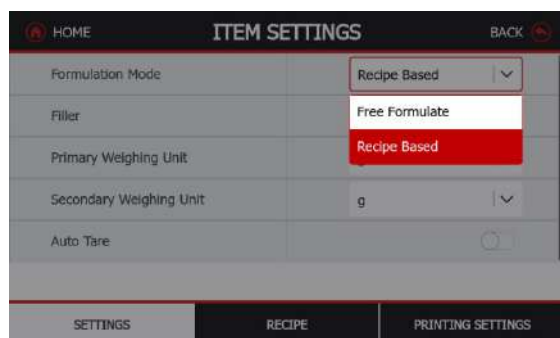 HOME ITEM SETTINGS BACK
Formulation Mode Recipe Based
Filler Free Formulate
Recipe Based
Primary Weighing Unit
Secondary Weighing Unit g
Auto Tare
SETTINGS RECIPE PRINTING SETTINGS